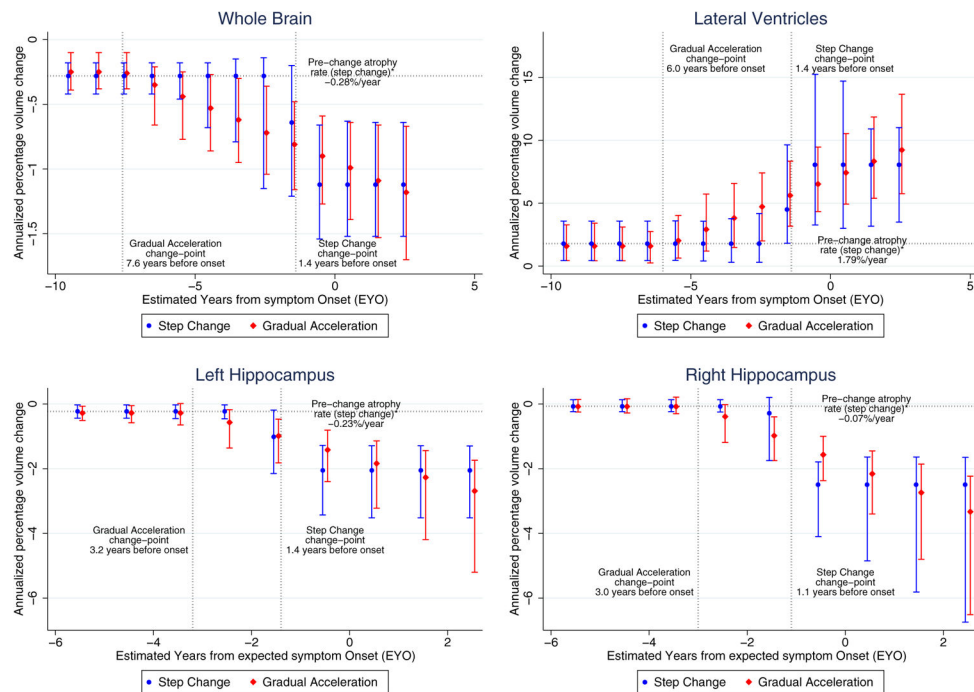 Whole Brain
Annualized percentage volume change
0
-.5
-1
-1.5
Pre-change atrophy
rate (step change)*
-0.28%/year
Gradual Acceleration
change-point
7.6 years before onset
Step Change
change-point
1.4 years before onset
-10 -5 0 5
Estimated Years from symptom Onset (EYO)
Step Change Gradual Acceleration
Lateral Ventricles
Annualized percentage volume change
15
10
5
0
Gradual Acceleration
change-point
6.0 years before onset
Step Change
change-point
1.4 years before onset
Pre-change atrophy
rate (step change)*
1.79%/year
-10 -5 0 5
Estimated Years from symptom Onset (EYO)
Step Change Gradual Acceleration
Left Hippocampus
Annualized percentage volume change
0
-2
-4
-6
Pre-change atrophy
rate (step change)*
-0.23%/year
Gradual Acceleration
change-point
3.2 years before onset
Step Change
change-point
1.4 years before onset
-6 -4 -2 0 2
Estimated Years from expected symptom Onset (EYO)
Step Change Gradual Acceleration
Right Hippocampus
Annualized percentage volume change
0
-2
-4
-6
Pre-change atrophy
rate (step change)*
-0.07%/year
Gradual Acceleration
change-point
3.0 years before onset
Step Change
change-point
1.1 years before onset
-6 -4 -2 0 2
Estimated Years from expected symptom Onset (EYO)
Step Change Gradual Acceleration